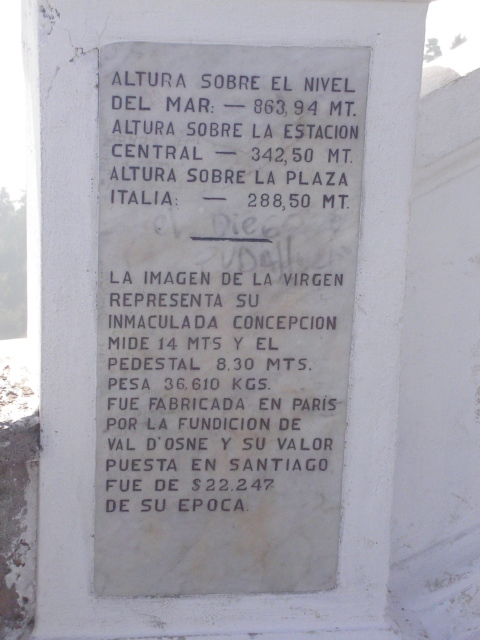 ALTURA SOBRE EL NIVEL
DEL MAR: — 863,94 MT.
ALTURA SOBRE LA ESTACION
CENTRAL — 342,50 MT.
ALTURA SOBRE LA PLAZA
ITALIA: — 288,50 MT.
el Diego
LA IMAGEN DE LA VIRGEN
REPRESENTA SU
INMACULADA CONCEPCION
MIDE 14 MTS Y EL
PEDESTAL 8,30 MTS.
PESA 36.610 KGS.
FUE FABRICADA EN PARÍS
POR LA FUNDICION DE
VAL D'OSNE Y SU VALOR
PUESTA EN SANTIAGO
FUE DE $22.247
DE SU EPOCA.